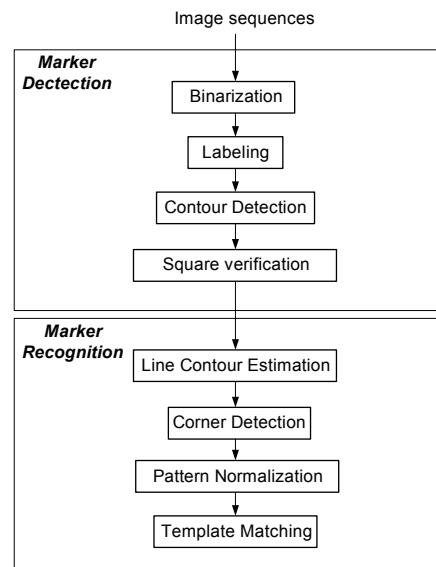 Image sequences
Marker
Dectection
Binarization
Labeling
Contour Detection
Square verification
Marker
Recognition
Line Contour Estimation
Corner Detection
Pattern Normalization
Template Matching